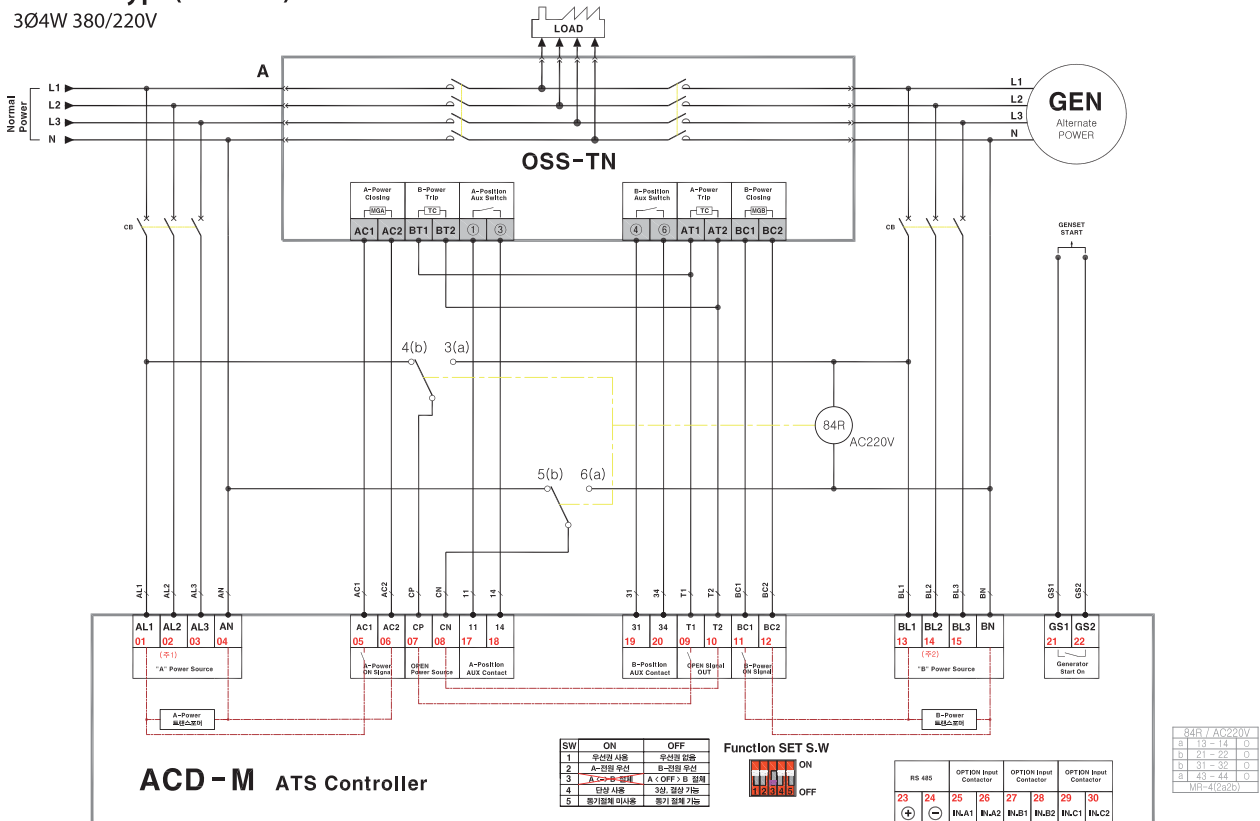 3Ø4W 380/220V
LOAD
A
Normal
Power
L1
L2
L3
N
L1
L2
L3
N
GEN
Alternate
POWER
OSS-TN
A-Power
Closing
MGA
B-Power
Trip
TC
A-Position
Aux Switch
B-Position
Aux Switch
A-Power
Trip
TC
B-Power
Closing
MGB
AC1 AC2 BT1 BT2 ① ③
④ ⑥ AT1 AT2 BC1 BC2
CB
CB
GENSET
START
4(b) 3(a)
84R
AC220V
5(b) 6(a)
AL1 AL2 AL3 AN AC1 AC2 CP CN 11 14 31 34 T1 T2 BC1 BC2 BL1 BL2 BL3 BN GS1 GS2
AL1 AL2 AL3 AN
01 02 03 04
(주1)
"A" Power Source
AC1 AC2 CP CN 11 14
05 06 07 08 17 18
A-Power
ON Signal
OPEN
Power Source
A-Position
AUX Contact
31 34 T1 T2 BC1 BC2
19 20 09 10 11 12
B-Position
AUX Contact
OPEN Signal
OUT
B-Power
ON Signal
BL1 BL2 BL3 BN
13 14 15
(주2)
"B" Power Source
GS1 GS2
21 22
Generator
Start On
A-Power
트랜스포머
B-Power
트랜스포머
ACD-M ATS Controller
SW ON OFF
1 우선권 사용 우선권 없음
2 A-전원 우선 B-전원 우선
3 A <-> B 절체 A < OFF > B 절체
4 단상 사용 3상, 결상 가능
5 동기절체 미사용 동기 절체 가능
Function SET S.W
ON
1 2 3 4 5
OFF
RS 485
OPTION Input
Contactor
OPTION Input
Contactor
OPTION Input
Contactor
23 24 25 26 27 28 29 30
⊕ ⊖ IN.A1 IN.A2 IN.B1 IN.B2 IN.C1 IN.C2
84R / AC220V
a 13 - 14 O
b 21 - 22 O
b 31 - 32 O
a 43 - 44 O
MR-4(2a2b)